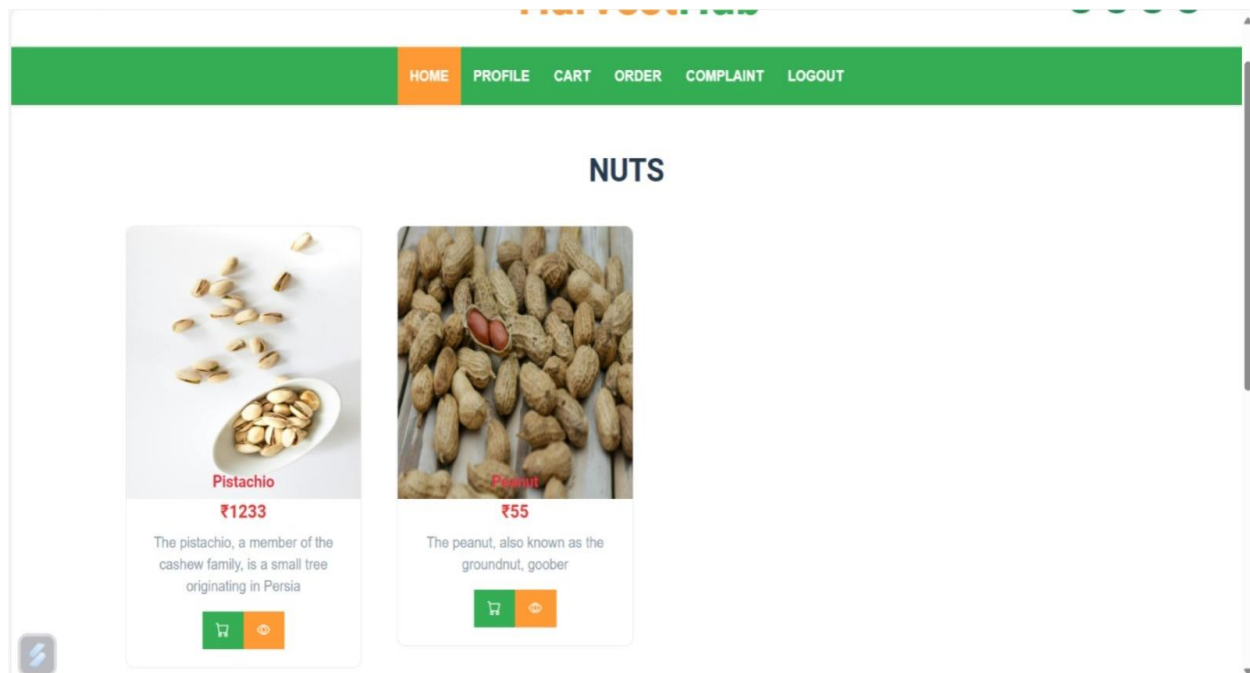 HarvestHub
HOME PROFILE CART ORDER COMPLAINT LOGOUT
NUTS
Pistachio
₹1233
The pistachio, a member of the
cashew family, is a small tree
originating in Persia
Peanut
₹55
The peanut, also known as the
groundnut, goober